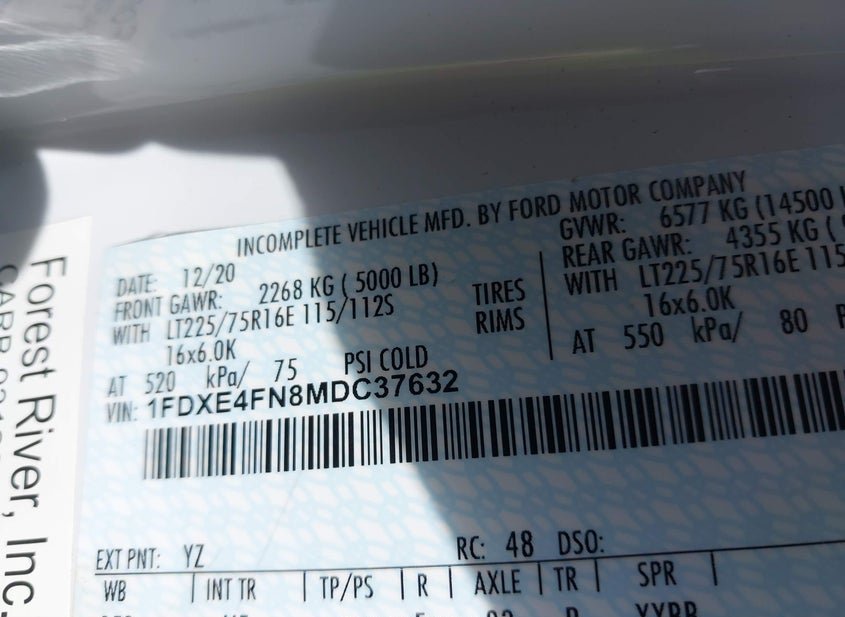 INCOMPLETE VEHICLE MFD. BY FORD MOTOR COMPANY
DATE: 12/20
GVWR: 6577 KG (14500
FRONT GAWR: 2268 KG ( 5000 LB)
REAR GAWR: 4355 KG (
WITH LT225/75R16E 115/112S
TIRES
WITH LT225/75R16E 115
16x6.0K
RIMS
16x6.0K
AT 520 kPa/ 75 PSI COLD
AT 550 kPa/ 80
VIN: 1FDXE4FN8MDC37632
EXT PNT: YZ
RC: 48 DSO:
WB INT TR TP/PS R AXLE TR SPR
Forest River, Inc.